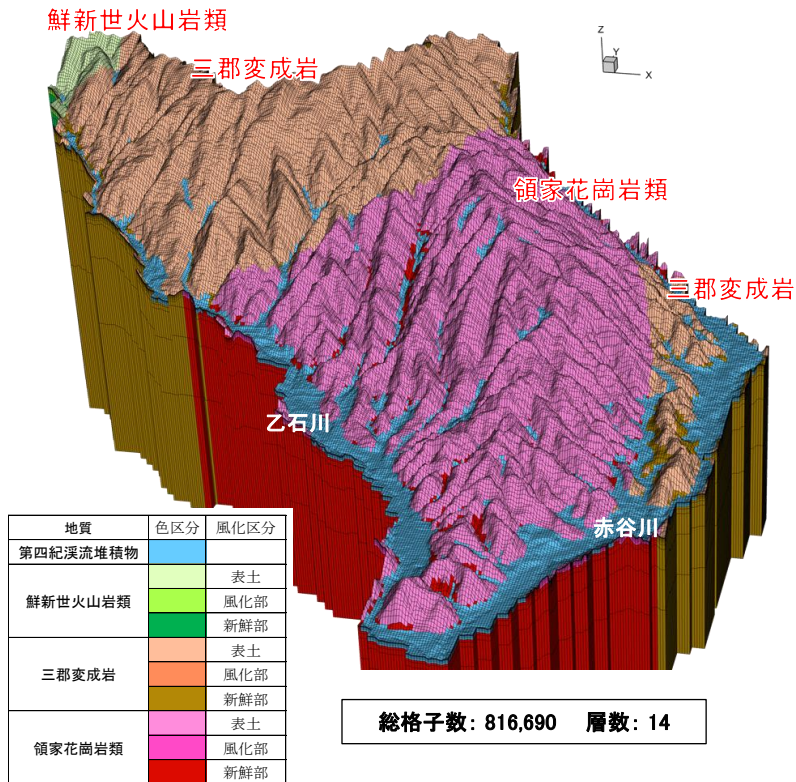 鮮新世火山岩類
三郡変成岩
Z
Y
X
領家花崗岩類
三郡変成岩
乙石川
赤谷川
地質 色区分 風化区分
第四紀渓流堆積物
鮮新世火山岩類 表土
風化部
新鮮部
三郡変成岩 表土
風化部
新鮮部
領家花崗岩類 表土
風化部
新鮮部
総格子数: 816,690 層数: 14